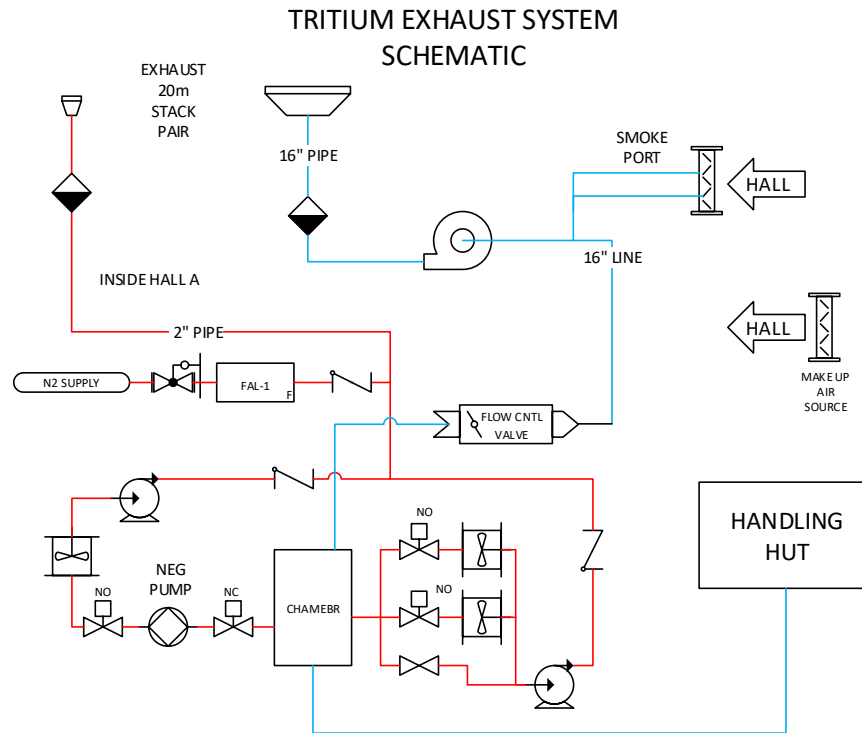 TRITIUM EXHAUST SYSTEM
SCHEMATIC
EXHAUST
20m
STACK
PAIR
16" PIPE
SMOKE
PORT
HALL
16" LINE
INSIDE HALL A
2" PIPE
HALL
N2 SUPPLY
FAL-1
F
MAKE UP
AIR
SOURCE
FLOW CNTL
VALVE
NO
HANDLING
HUT
NEG
PUMP
NO
NC
NO
CHAMEBR